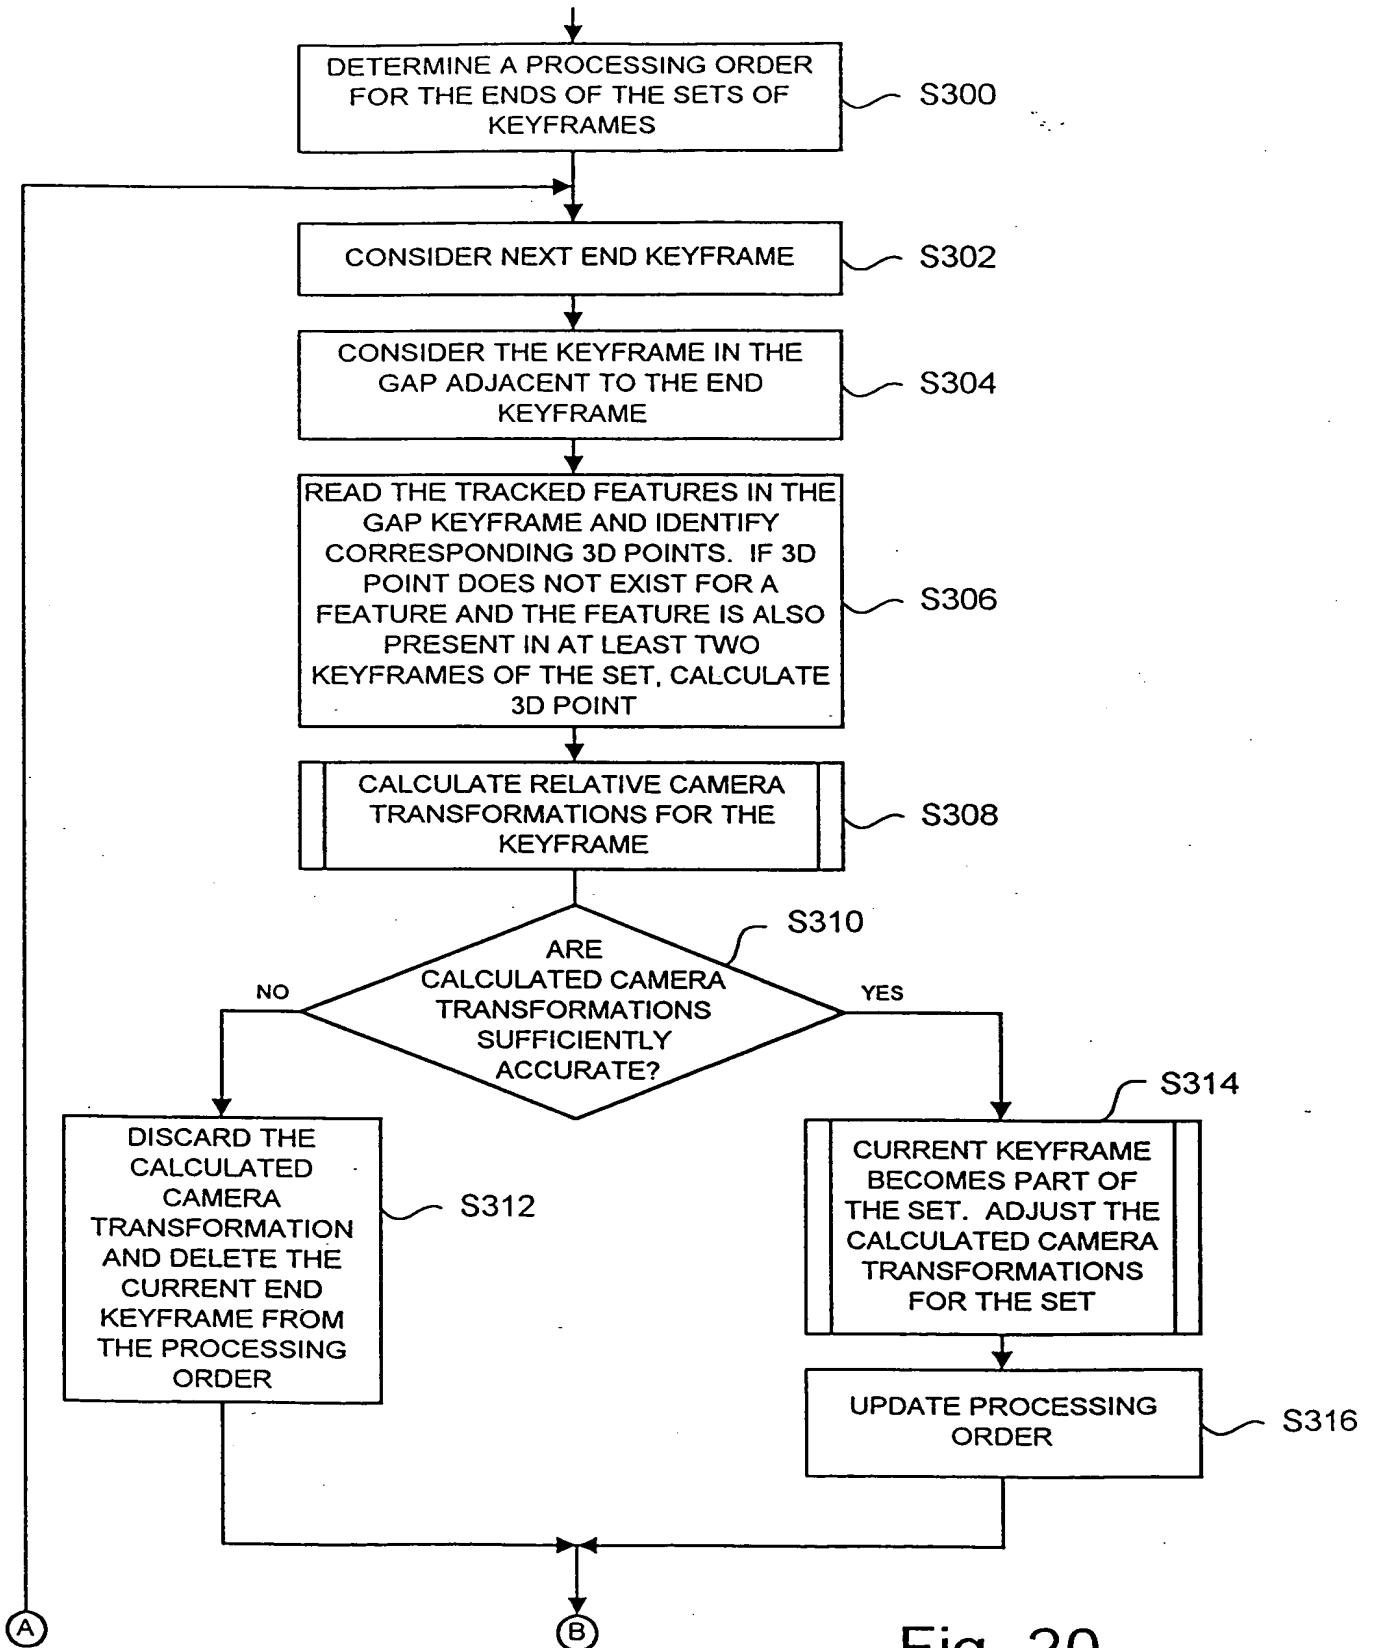 DETERMINE A PROCESSING ORDER
FOR THE ENDS OF THE SETS OF
KEYFRAMES
S300
CONSIDER NEXT END KEYFRAME
S302
CONSIDER THE KEYFRAME IN THE
GAP ADJACENT TO THE END
KEYFRAME
S304
READ THE TRACKED FEATURES IN THE
GAP KEYFRAME AND IDENTIFY
CORRESPONDING 3D POINTS. IF 3D
POINT DOES NOT EXIST FOR A
FEATURE AND THE FEATURE IS ALSO
PRESENT IN AT LEAST TWO
KEYFRAMES OF THE SET, CALCULATE
3D POINT
S306
CALCULATE RELATIVE CAMERA
TRANSFORMATIONS FOR THE
KEYFRAME
S308
ARE
CALCULATED CAMERA
TRANSFORMATIONS
SUFFICIENTLY
ACCURATE?
S310
NO
YES
DISCARD THE
CALCULATED
CAMERA
TRANSFORMATION
AND DELETE THE
CURRENT END
KEYFRAME FROM
THE PROCESSING
ORDER
S312
CURRENT KEYFRAME
BECOMES PART OF
THE SET. ADJUST THE
CALCULATED CAMERA
TRANSFORMATIONS
FOR THE SET
S314
UPDATE PROCESSING
ORDER
S316
A
B
Fig. 20